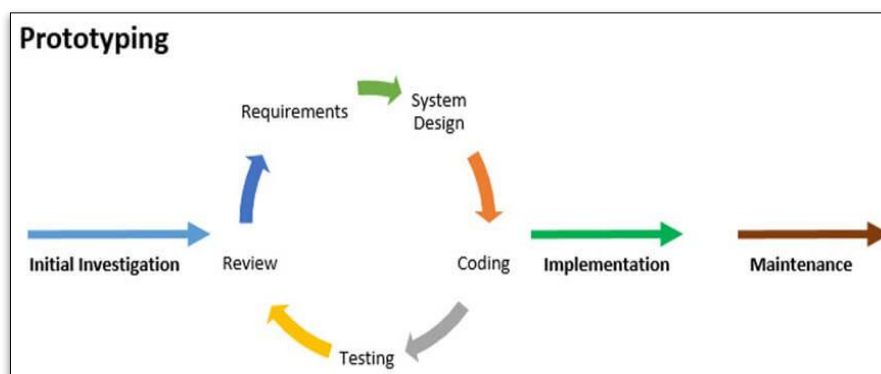 Prototyping
Requirements
System
Design
Initial Investigation
Review
Coding
Implementation
Maintenance
Testing